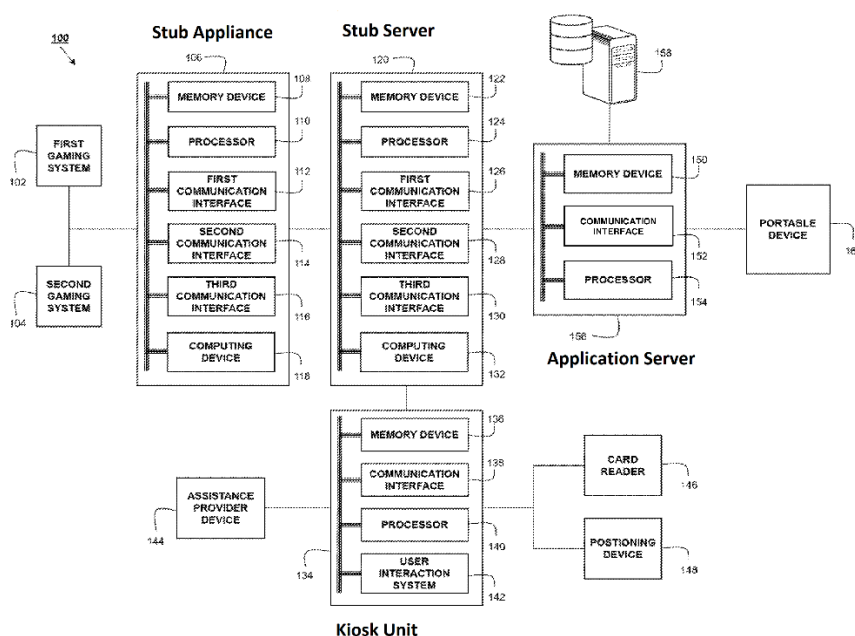 100
Stub Appliance
106
MEMORY DEVICE
108
PROCESSOR
110
FIRST
COMMUNICATION
INTERFACE
112
SECOND
COMMUNICATION
INTERFACE
114
THIRD
COMMUNICATION
INTERFACE
116
COMPUTING
DEVICE
118
FIRST
GAMING
SYSTEM
102
SECOND
GAMING
SYSTEM
104
Stub Server
120
MEMORY DEVICE
122
PROCESSOR
124
FIRST
COMMUNICATION
INTERFACE
126
SECOND
COMMUNICATION
INTERFACE
128
THIRD
COMMUNICATION
INTERFACE
130
COMPUTING
DEVICE
132
158
MEMORY DEVICE
150
COMMUNICATION
INTERFACE
152
PROCESSOR
154
156
Application Server
PORTABLE
DEVICE
16
MEMORY DEVICE
136
COMMUNICATION
INTERFACE
138
PROCESSOR
USER
INTERACTION
SYSTEM
142
134
Kiosk Unit
ASSISTANCE
PROVIDER
DEVICE
144
CARD
READER
146
POSTIONING
DEVICE
148